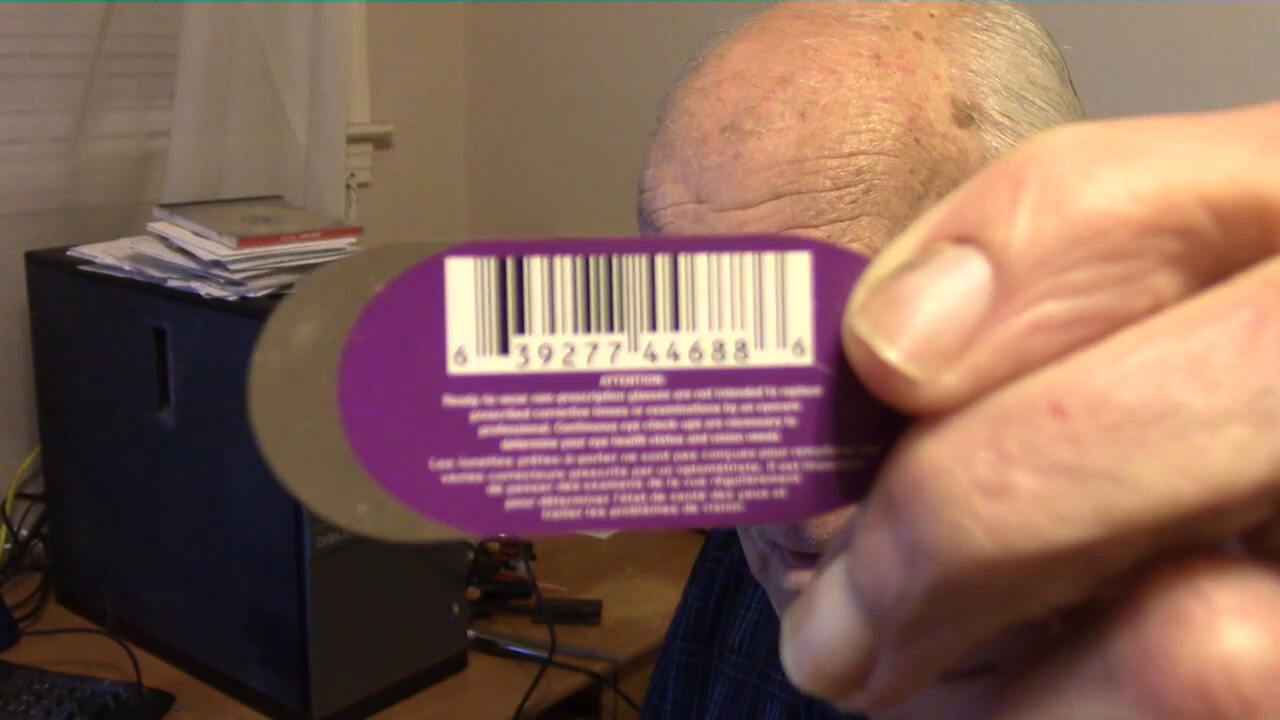 6 39277 44688 6
ATTENTION:
Ready-to-wear non-prescription glasses are not intended to replace
prescribed corrective lenses or examinations by an eyecare
professional. Continuous eye check-ups are necessary to
determine your eye health status and vision needs.
Les lunettes prêtes-à-porter ne sont pas conçues pour remplacer
verres correcteurs prescrits par un optométriste. Il est
de passer des examens de la vue régulièrement
pour déterminer l'état de santé des yeux et
traiter les problèmes de vision.